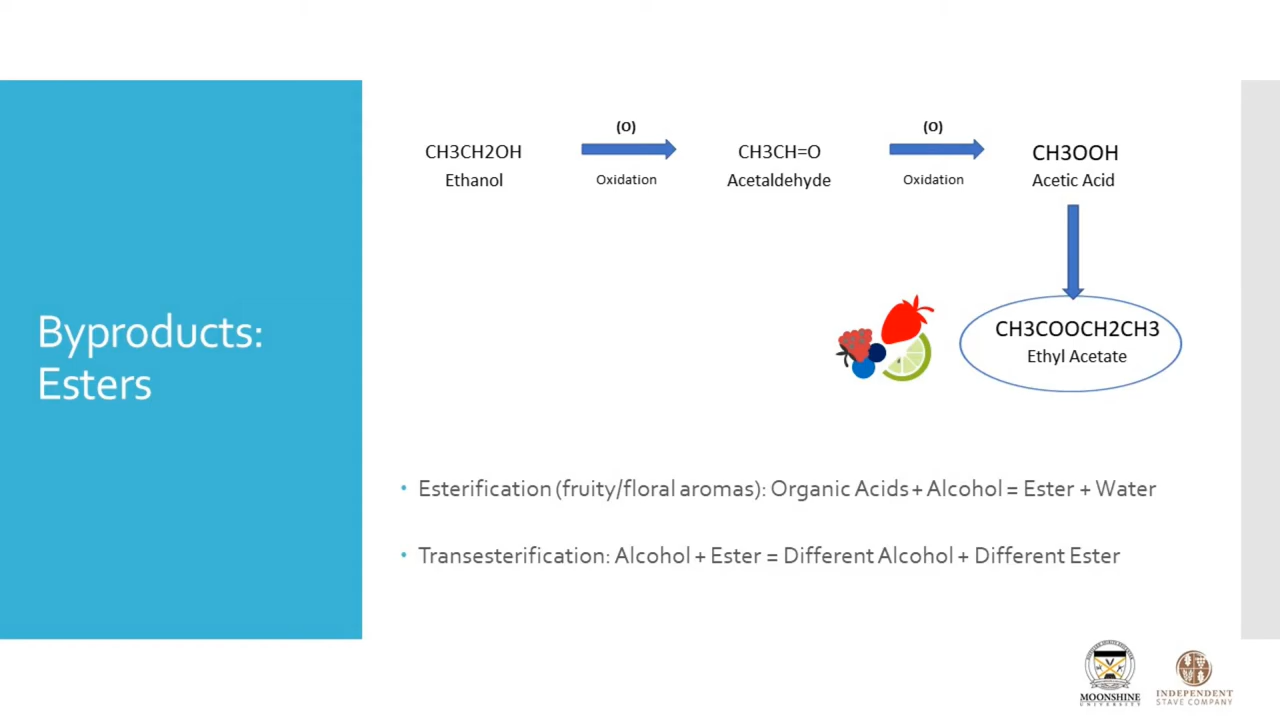 Byproducts:
Esters
(O)
(O)
CH3CH2OH
CH3CH=O
CH3OOH
Ethanol
Oxidation
Acetaldehyde
Oxidation
Acetic Acid
CH3COOCH2CH3
Ethyl Acetate
• Esterification (fruity/floral aromas): Organic Acids + Alcohol = Ester + Water
• Transesterification: Alcohol + Ester = Different Alcohol + Different Ester
MOONSHINE
UNIVERSITY
INDEPENDENT
STAVE COMPANY